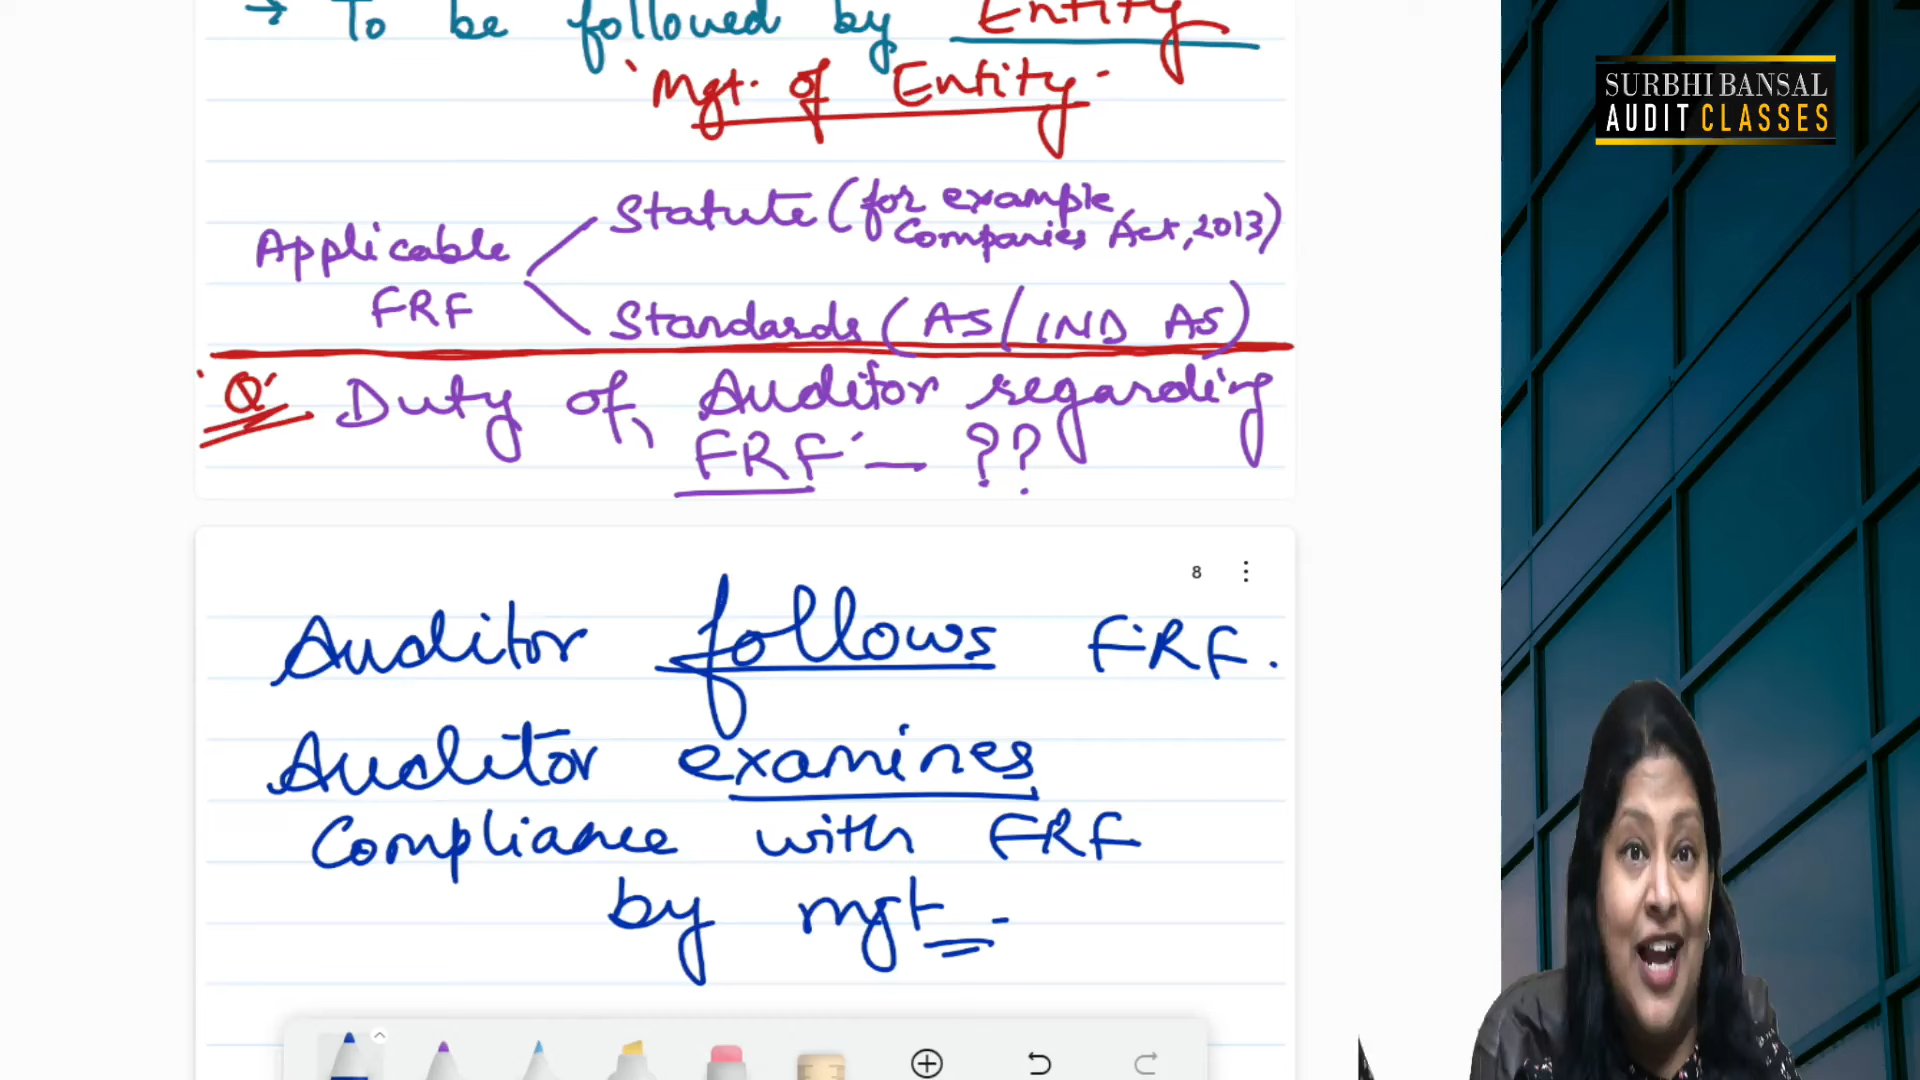 → To be followed by Entity
Mgt. of Entity.
Applicable FRF
Statute (for example, Companies Act, 2013)
Standards (AS/IND AS)
Q. Duty of Auditor regarding
FRF - ??
8
Auditor follows FRF.
Auditor examines
Compliance with FRF
by mgt -
SURBHI BANSAL
AUDIT CLASSES